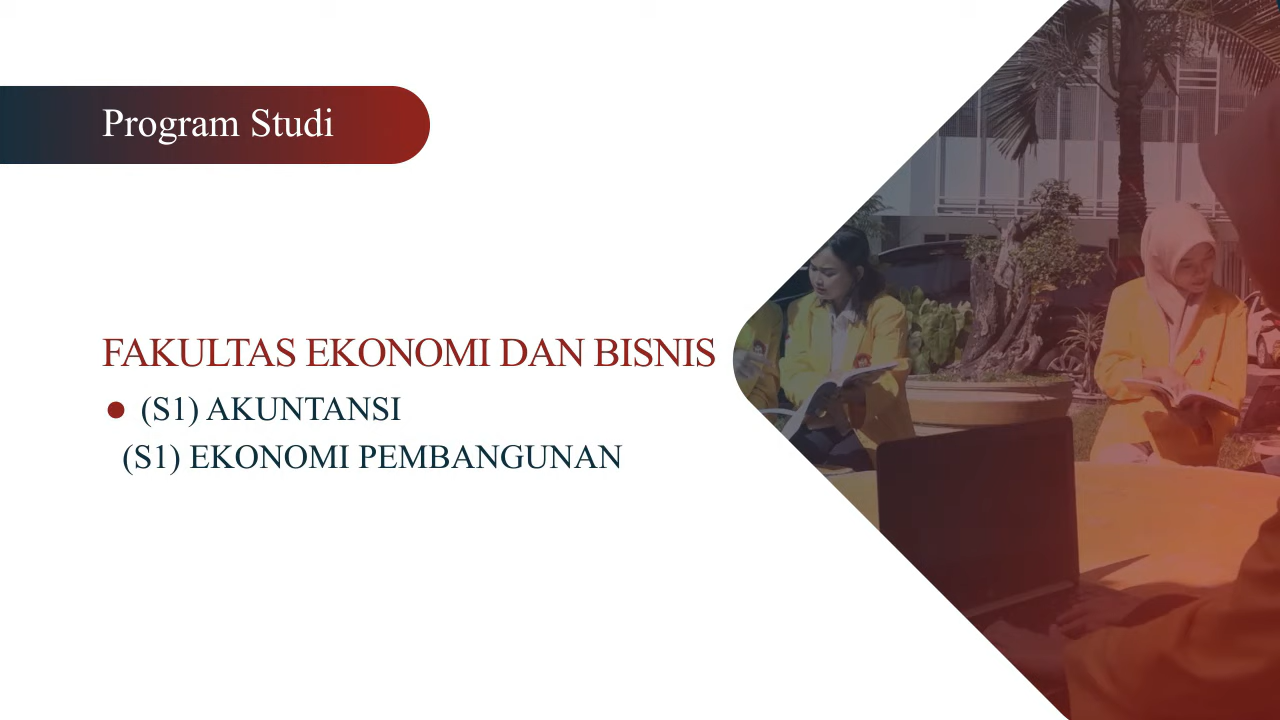 Program Studi
FAKULTAS EKONOMI DAN BISNIS
(S1) AKUNTANSI
(S1) EKONOMI PEMBANGUNAN